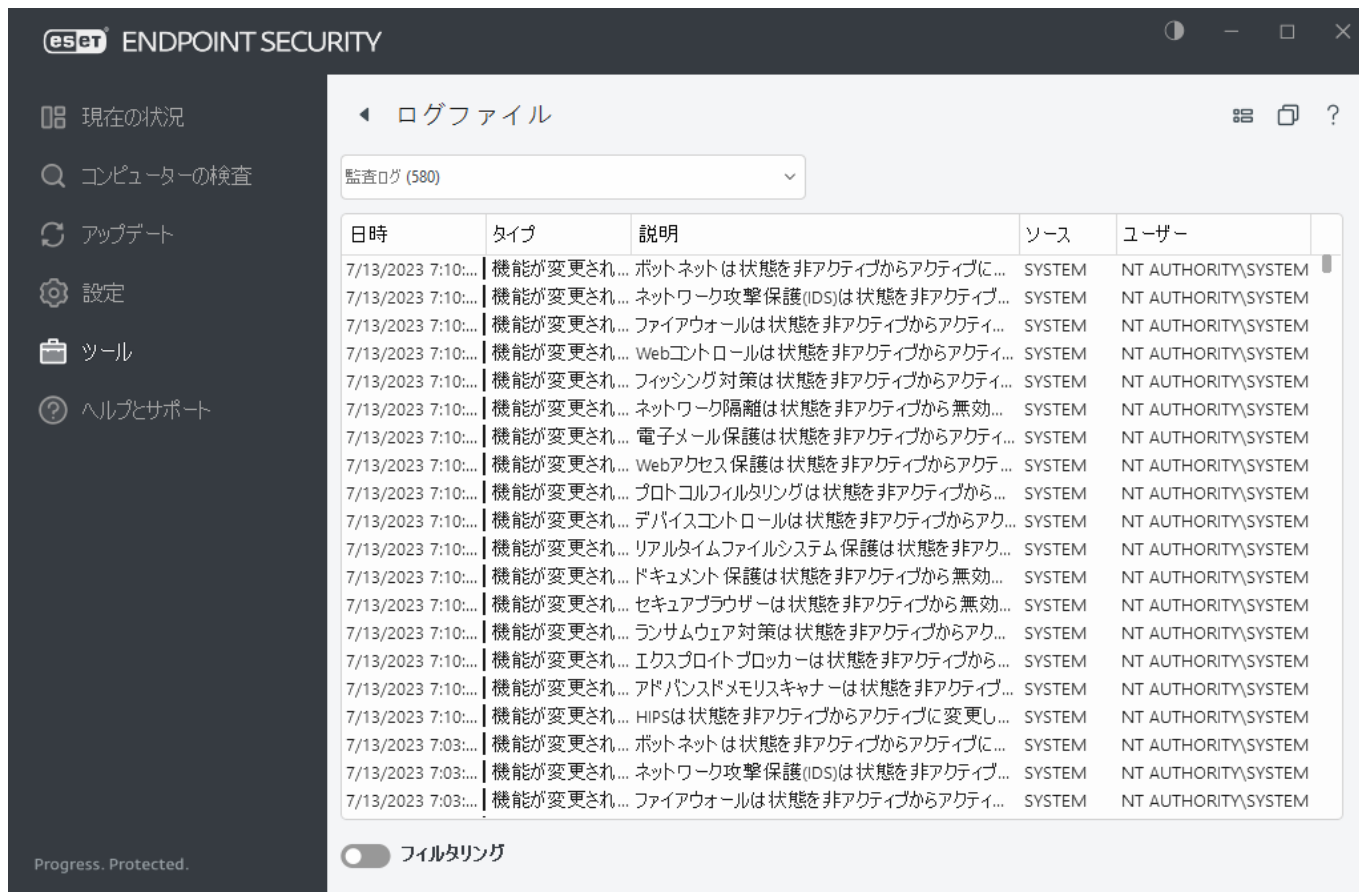 eset ENDPOINT SECURITY
現在の状況
コンピューターの検査
アップデート
設定
ツール
ヘルプとサポート
Progress. Protected.
ログファイル
監査ログ (580)
日時 タイプ 説明 ソース ユーザー
7/13/2023 7:10:... 機能が変更され... ボットネットは状態を非アクティブからアクティブに... SYSTEM NT AUTHORITY\SYSTEM
7/13/2023 7:10:... 機能が変更され... ネットワーク攻撃保護(IDS)は状態を非アクティブ... SYSTEM NT AUTHORITY\SYSTEM
7/13/2023 7:10:... 機能が変更され... ファイアウォールは状態を非アクティブからアクティ... SYSTEM NT AUTHORITY\SYSTEM
7/13/2023 7:10:... 機能が変更され... Webコントロールは状態を非アクティブからアクティ... SYSTEM NT AUTHORITY\SYSTEM
7/13/2023 7:10:... 機能が変更され... フィッシング対策は状態を非アクティブからアクティ... SYSTEM NT AUTHORITY\SYSTEM
7/13/2023 7:10:... 機能が変更され... ネットワーク隔離は状態を非アクティブから無効... SYSTEM NT AUTHORITY\SYSTEM
7/13/2023 7:10:... 機能が変更され... 電子メール保護は状態を非アクティブからアクティ... SYSTEM NT AUTHORITY\SYSTEM
7/13/2023 7:10:... 機能が変更され... Webアクセス保護は状態を非アクティブからアクテ... SYSTEM NT AUTHORITY\SYSTEM
7/13/2023 7:10:... 機能が変更され... プロトコルフィルタリングは状態を非アクティブから... SYSTEM NT AUTHORITY\SYSTEM
7/13/2023 7:10:... 機能が変更され... デバイスコントロールは状態を非アクティブからアク... SYSTEM NT AUTHORITY\SYSTEM
7/13/2023 7:10:... 機能が変更され... リアルタイムファイルシステム保護は状態を非アク... SYSTEM NT AUTHORITY\SYSTEM
7/13/2023 7:10:... 機能が変更され... ドキュメント保護は状態を非アクティブから無効... SYSTEM NT AUTHORITY\SYSTEM
7/13/2023 7:10:... 機能が変更され... セキュアブラウザーは状態を非アクティブから無効... SYSTEM NT AUTHORITY\SYSTEM
7/13/2023 7:10:... 機能が変更され... ランサムウェア対策は状態を非アクティブからアク... SYSTEM NT AUTHORITY\SYSTEM
7/13/2023 7:10:... 機能が変更され... エクスプロイトブロッカーは状態を非アクティブから... SYSTEM NT AUTHORITY\SYSTEM
7/13/2023 7:10:... 機能が変更され... アドバンスドメモリスキャナーは状態を非アクティブ... SYSTEM NT AUTHORITY\SYSTEM
7/13/2023 7:10:... 機能が変更され... HIPSは状態を非アクティブからアクティブに変更し... SYSTEM NT AUTHORITY\SYSTEM
7/13/2023 7:03:... 機能が変更され... ボットネットは状態を非アクティブからアクティブに... SYSTEM NT AUTHORITY\SYSTEM
7/13/2023 7:03:... 機能が変更され... ネットワーク攻撃保護(IDS)は状態を非アクティブ... SYSTEM NT AUTHORITY\SYSTEM
7/13/2023 7:03:... 機能が変更され... ファイアウォールは状態を非アクティブからアクティ... SYSTEM NT AUTHORITY\SYSTEM
フィルタリング